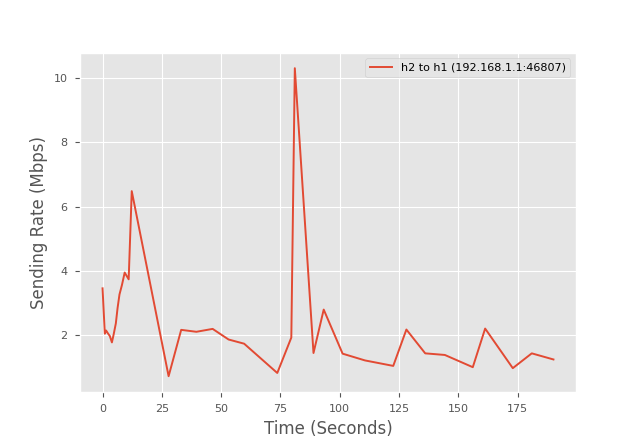 h2 to h1 (192.168.1.1:46807)
Sending Rate (Mbps)
10
8
6
4
2
0 25 50 75 100 125 150 175
Time (Seconds)